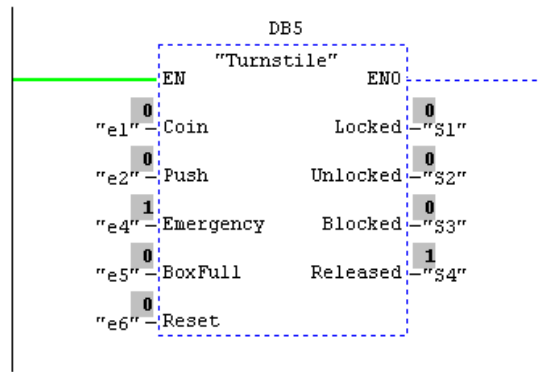 DB5
"Turnstile"
EN ENO
0 0
"e1" Coin Locked "S1"
0 0
"e2" Push Unlocked "S2"
1 0
"e4" Emergency Blocked "S3"
0 1
"e5" BoxFull Released "S4"
0
"e6" Reset